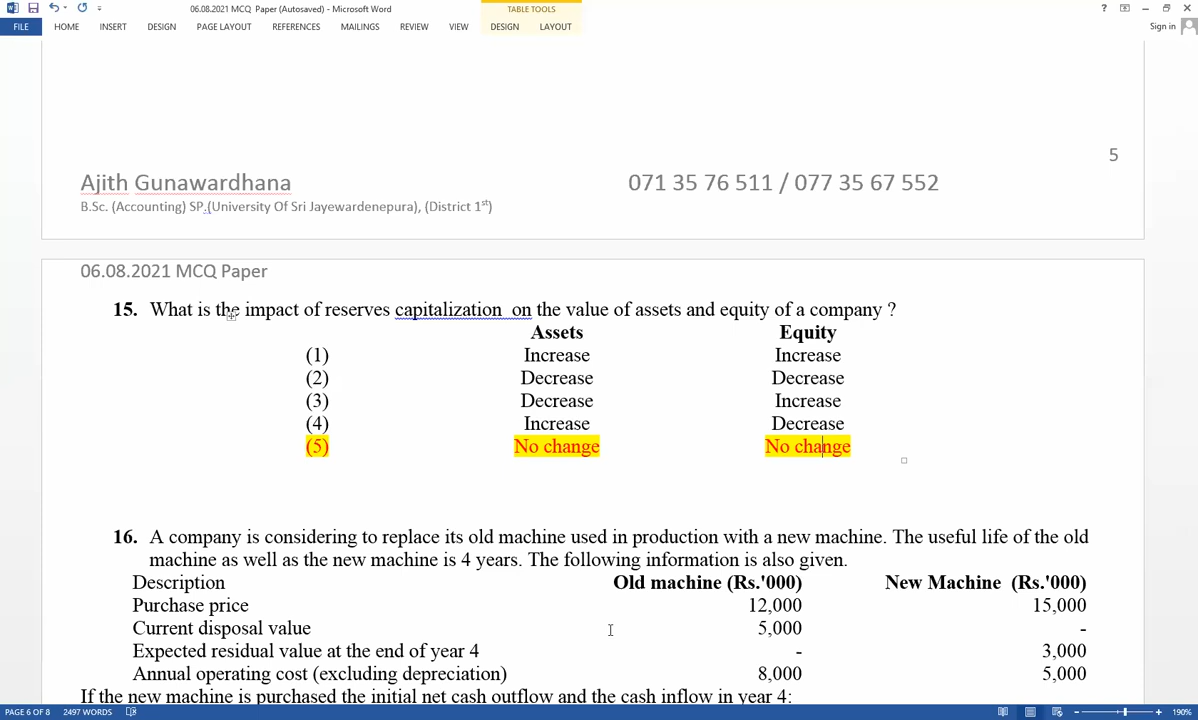 06.08.2021 MCQ Paper (Autosaved) - Microsoft Word
TABLE TOOLS
FILE HOME INSERT DESIGN PAGE LAYOUT REFERENCES MAILINGS REVIEW VIEW DESIGN LAYOUT Sign in
5
Ajith Gunawardhana 071 35 76 511 / 077 35 67 552
B.Sc. (Accounting) SP.(University Of Sri Jayewardenepura), (District 1st)
06.08.2021 MCQ Paper
15. What is the impact of reserves capitalization on the value of assets and equity of a company ?
Assets Equity
(1) Increase Increase
(2) Decrease Decrease
(3) Decrease Increase
(4) Increase Decrease
(5) No change No change
16. A company is considering to replace its old machine used in production with a new machine. The useful life of the old
machine as well as the new machine is 4 years. The following information is also given.
Description Old machine (Rs.'000) New Machine (Rs.'000)
Purchase price 12,000 15,000
Current disposal value 5,000 -
Expected residual value at the end of year 4 - 3,000
Annual operating cost (excluding depreciation) 8,000 5,000
If the new machine is purchased the initial net cash outflow and the cash inflow in year 4:
PAGE 6 OF 8 2497 WORDS 190%